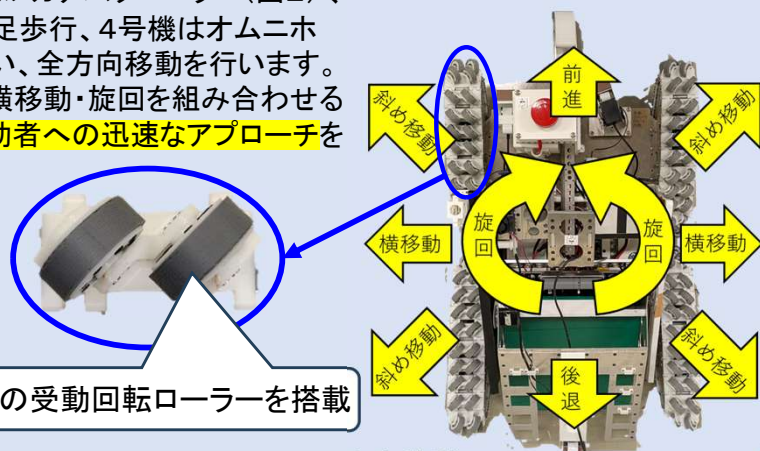 足歩行、4号機はオムニホ
い、全方向移動を行います。
横移動・旋回を組み合わせる
助者への迅速なアプローチを
の受動回転ローラーを搭載
前進
斜め移動
斜め移動
旋回
旋回
横移動
横移動
斜め移動
斜め移動
後退